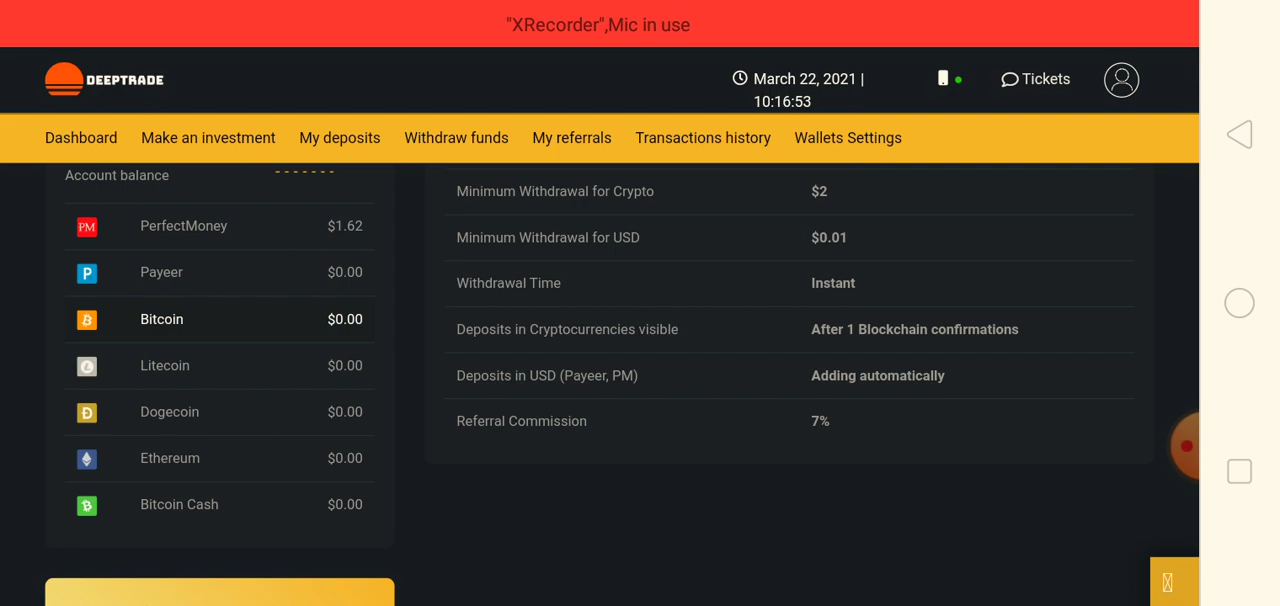 "XRecorder",Mic in use
DEEPTRADE
March 22, 2021 |
10:16:53
Tickets
Dashboard Make an investment My deposits Withdraw funds My referrals Transactions history Wallets Settings
Account balance
PM PerfectMoney $1.62
P Payeer $0.00
Bitcoin $0.00
Litecoin $0.00
Dogecoin $0.00
Ethereum $0.00
Bitcoin Cash $0.00
Minimum Withdrawal for Crypto $2
Minimum Withdrawal for USD $0.01
Withdrawal Time Instant
Deposits in Cryptocurrencies visible After 1 Blockchain confirmations
Deposits in USD (Payeer, PM) Adding automatically
Referral Commission 7%